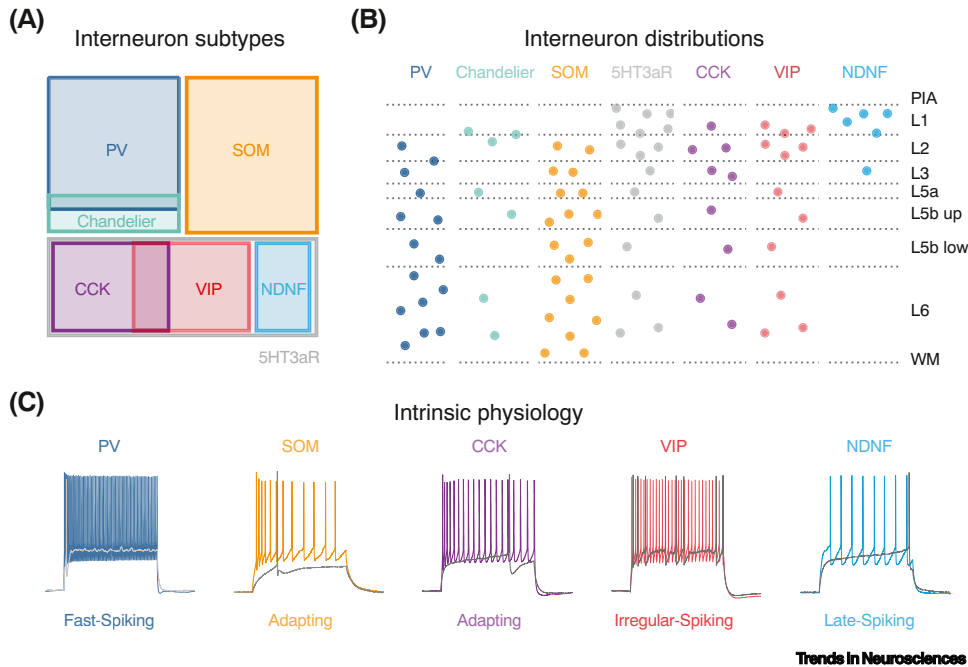 (A)
Interneuron subtypes
PV
SOM
Chandelier
CCK
VIP
NDNF
5HT3aR
(B)
Interneuron distributions
PV Chandelier SOM 5HT3aR CCK VIP NDNF
PIA
L1
L2
L3
L5a
L5b up
L5b low
L6
WM
(C)
Intrinsic physiology
PV SOM CCK VIP NDNF
Fast-Spiking Adapting Adapting Irregular-Spiking Late-Spiking
Trends in Neurosciences